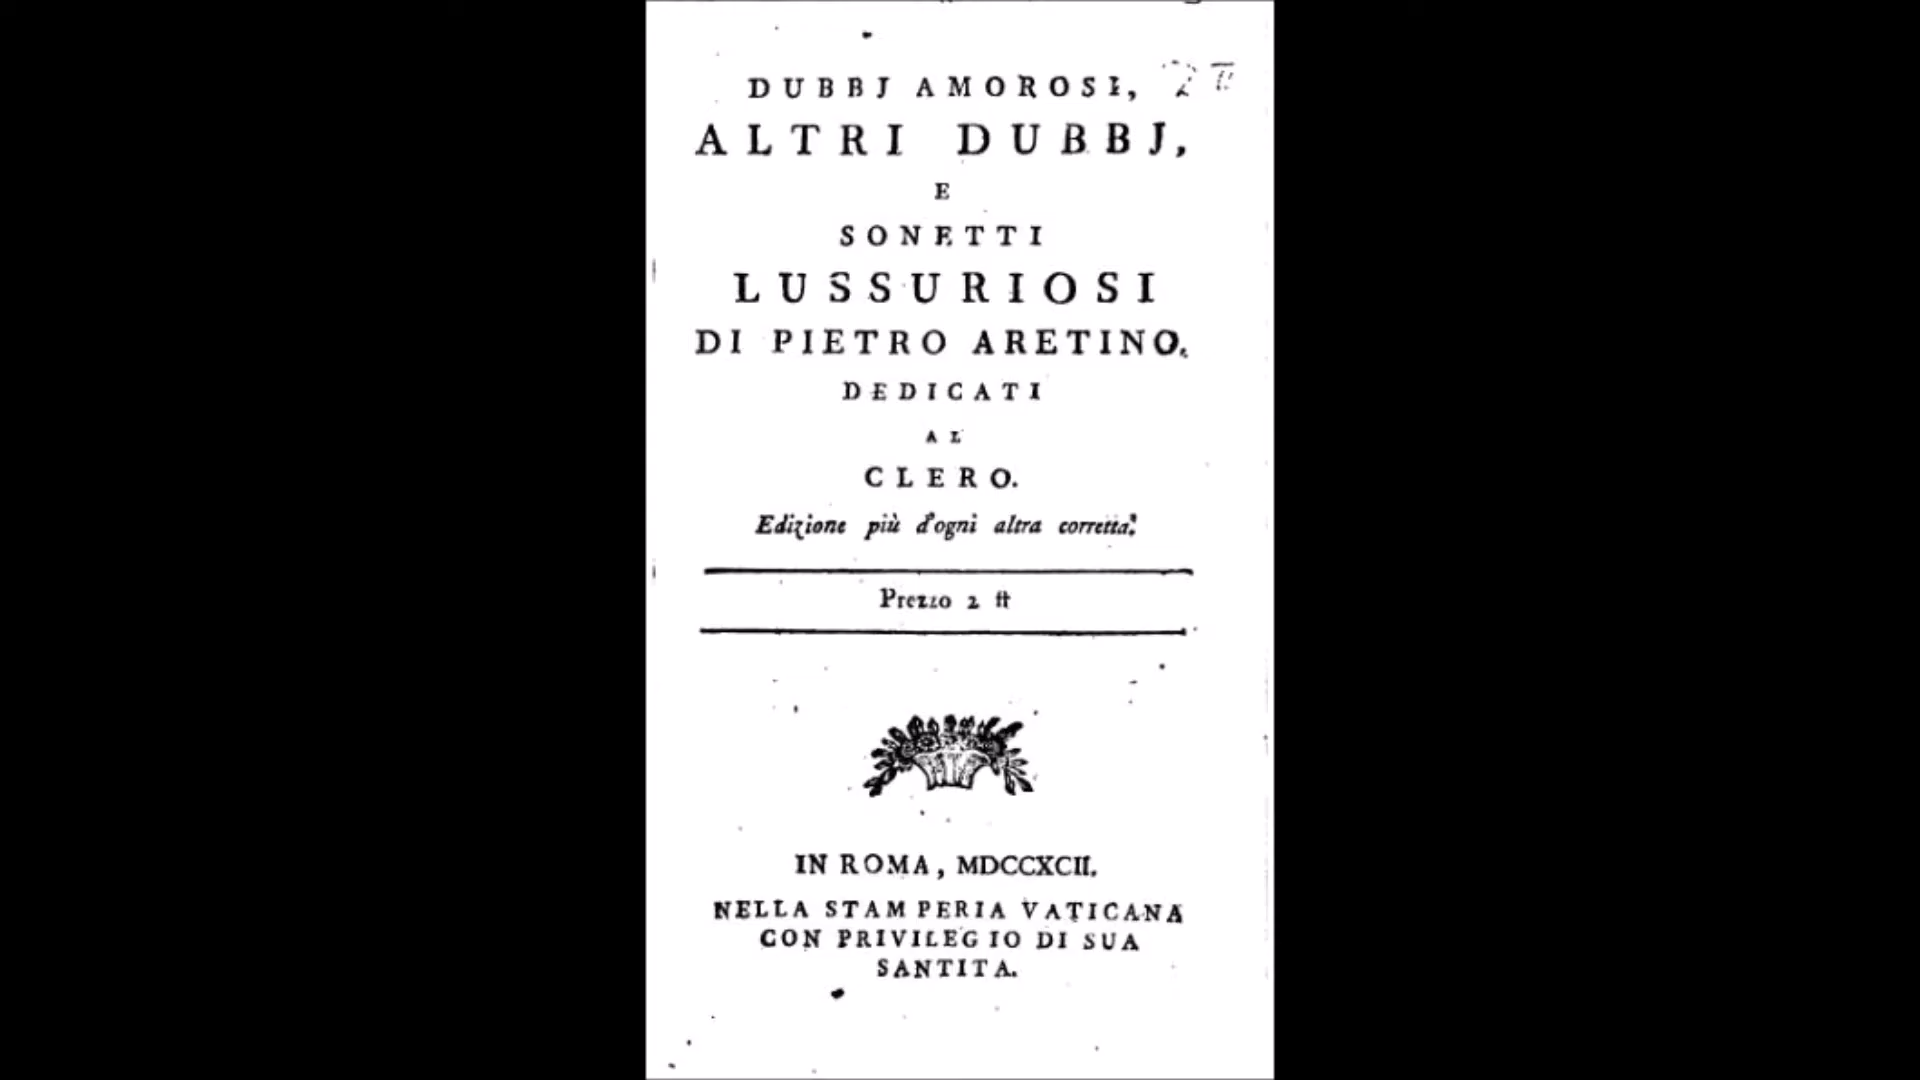 DUBBJ AMOROSI,
ALTRI DUBBJ,
E
SONETTI
LUSSURIOSI
DI PIETRO ARETINO.
DEDICATI
AL
CLERO.
Edizione più d'ogni altra corretta.
Prezzo 2 ₶
IN ROMA, MDCCXCII.
NELLA STAMPERIA VATICANA
CON PRIVILEGIO DI SUA
SANTITA.